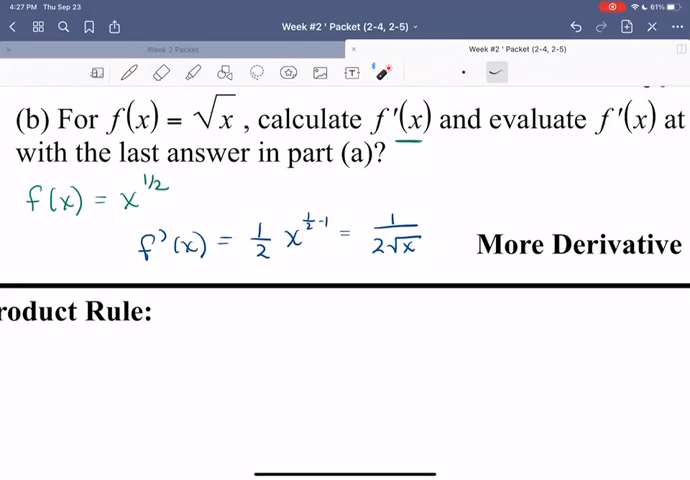 4:27 PM Thu Sep 23
61%
Week #2 ' Packet (2-4, 2-5)
Week 2 Packet
Week #2 ' Packet (2-4, 2-5)
(b) For f(x) = √x , calculate f '(x) and evaluate f '(x) at
with the last answer in part (a)?
f(x) = x^1/2
f'(x) = 1/2 x^(1/2 -1) = 1/(2√x)
More Derivative
roduct Rule: